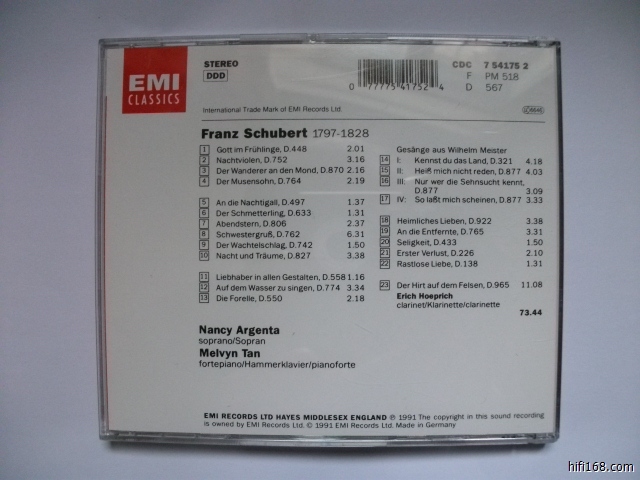 EMI
CLASSICS
STEREO
DDD
0 77775 41752 4
CDC 7 54175 2
F PM 518
D 567
International Trade Mark of EMI Records Ltd.
Franz Schubert 1797-1828
1 Gott im Frühlinge, D.448 2.01
2 Nachtviolen, D.752 3.16
3 Der Wanderer an den Mond, D.870 2.16
4 Der Musensohn, D.764 2.19
5 An die Nachtigall, D.497 1.37
6 Der Schmetterling, D.633 1.31
7 Abendstern, D.806 2.37
8 Schwestergruß, D.762 6.31
9 Der Wachtelschlag, D.742 1.50
10 Nacht und Träume, D.827 3.38
11 Liebhaber in allen Gestalten, D.558 1.16
12 Auf dem Wasser zu singen, D.774 3.34
13 Die Forelle, D.550 2.18
Gesänge aus Wilhelm Meister
14 I: Kennst du das Land, D.321 4.18
15 II: Heiß mich nicht reden, D.877 4.03
16 III: Nur wer die Sehnsucht kennt,
D.877 3.09
17 IV: So laßt mich scheinen, D.877 3.33
18 Heimliches Lieben, D.922 3.38
19 An die Entfernte, D.765 3.31
20 Seligkeit, D.433 1.50
21 Erster Verlust, D.226 2.10
22 Rastlose Liebe, D.138 1.31
23 Der Hirt auf dem Felsen, D.965 11.08
Erich Hoeprich
clarinet/Klarinette/clarinette
73.44
Nancy Argenta
soprano/Sopran
Melvyn Tan
fortepiano/Hammerklavier/pianoforte
EMI RECORDS LTD HAYES MIDDLESEX ENGLAND ℗ 1991 The copyright in this sound recording
is owned by EMI Records Ltd. © 1991 EMI Records Ltd. Made in Germany
hifi168.com